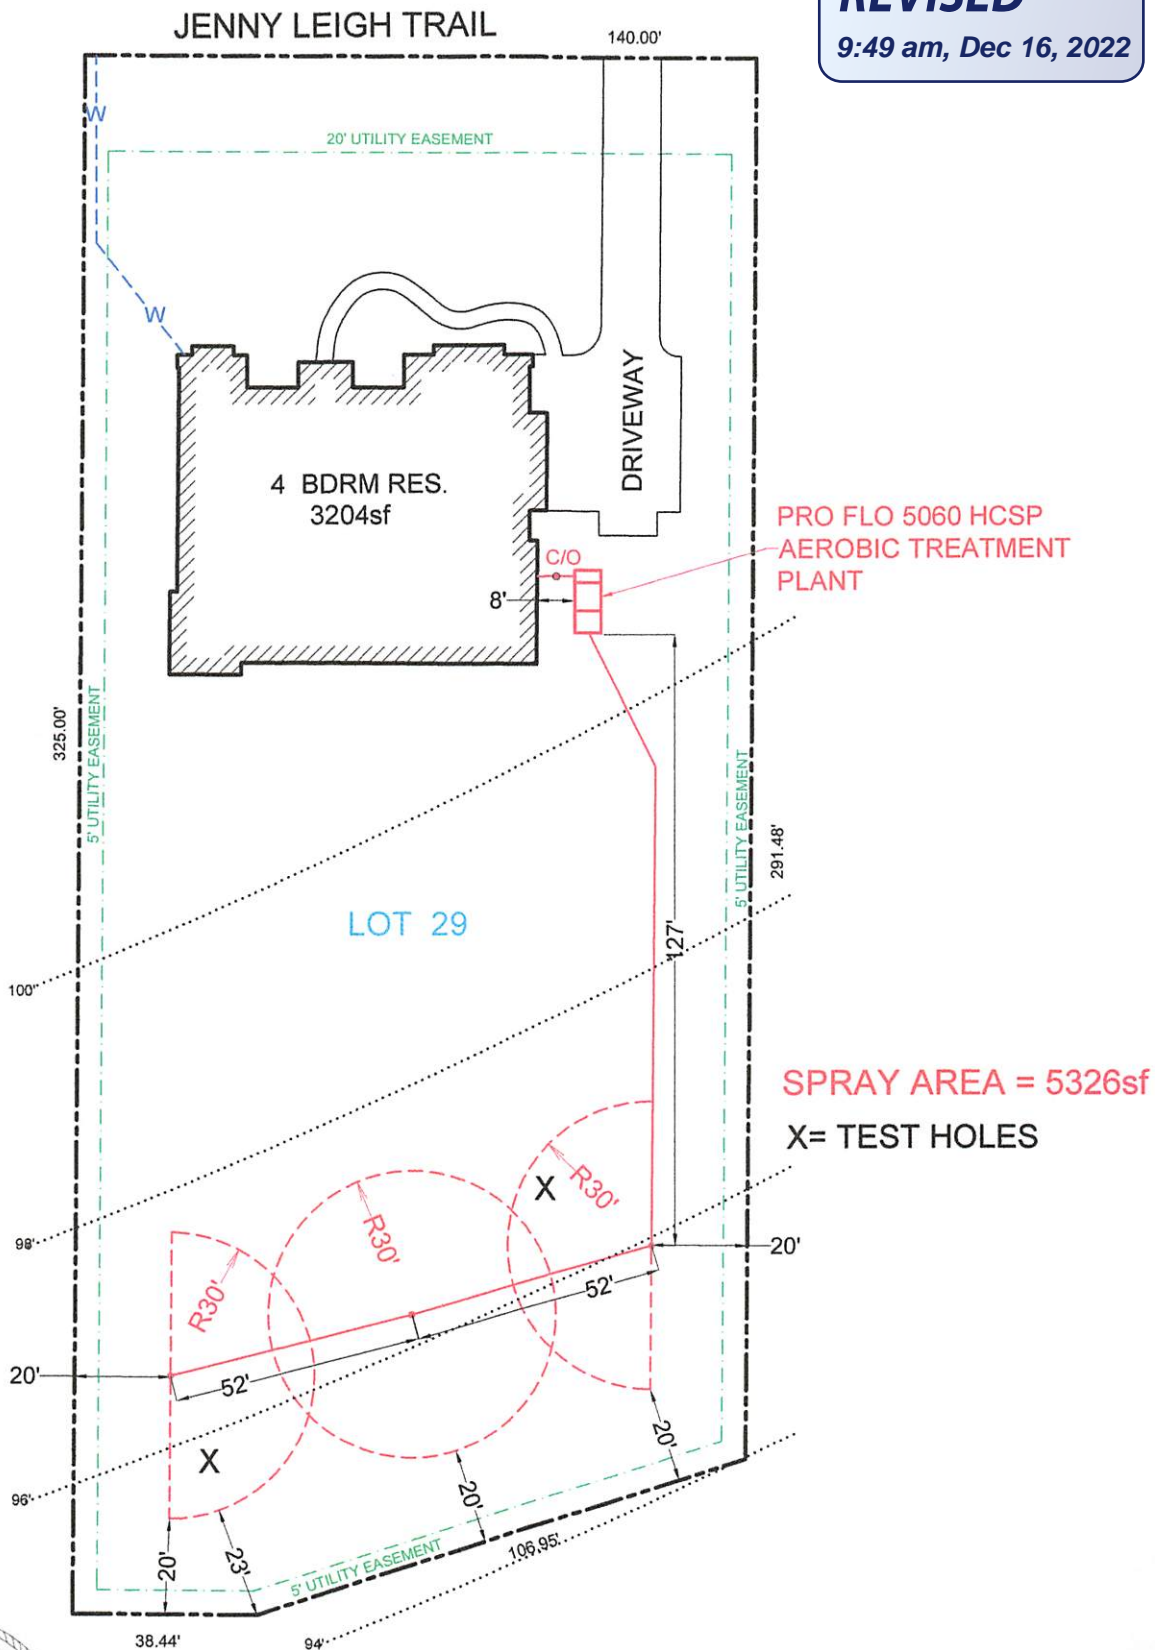 REVISED
9:49 am, Dec 16, 2022
JENNY LEIGH TRAIL
140.00'
W
20' UTILITY EASEMENT
W
DRIVEWAY
4 BDRM RES.
3204sf
PRO FLO 5060 HCSP
AEROBIC TREATMENT
PLANT
C/O
8'
325.00'
5' UTILITY EASEMENT
5' UTILITY EASEMENT
291.48'
LOT 29
127'
100'
SPRAY AREA = 5326sf
X= TEST HOLES
X
R30'
R30'
R30'
98'
20'
52'
20'
52'
X
20'
96'
20'
20'
23'
5' UTILITY EASEMENT
106.95'
38.44'
94'